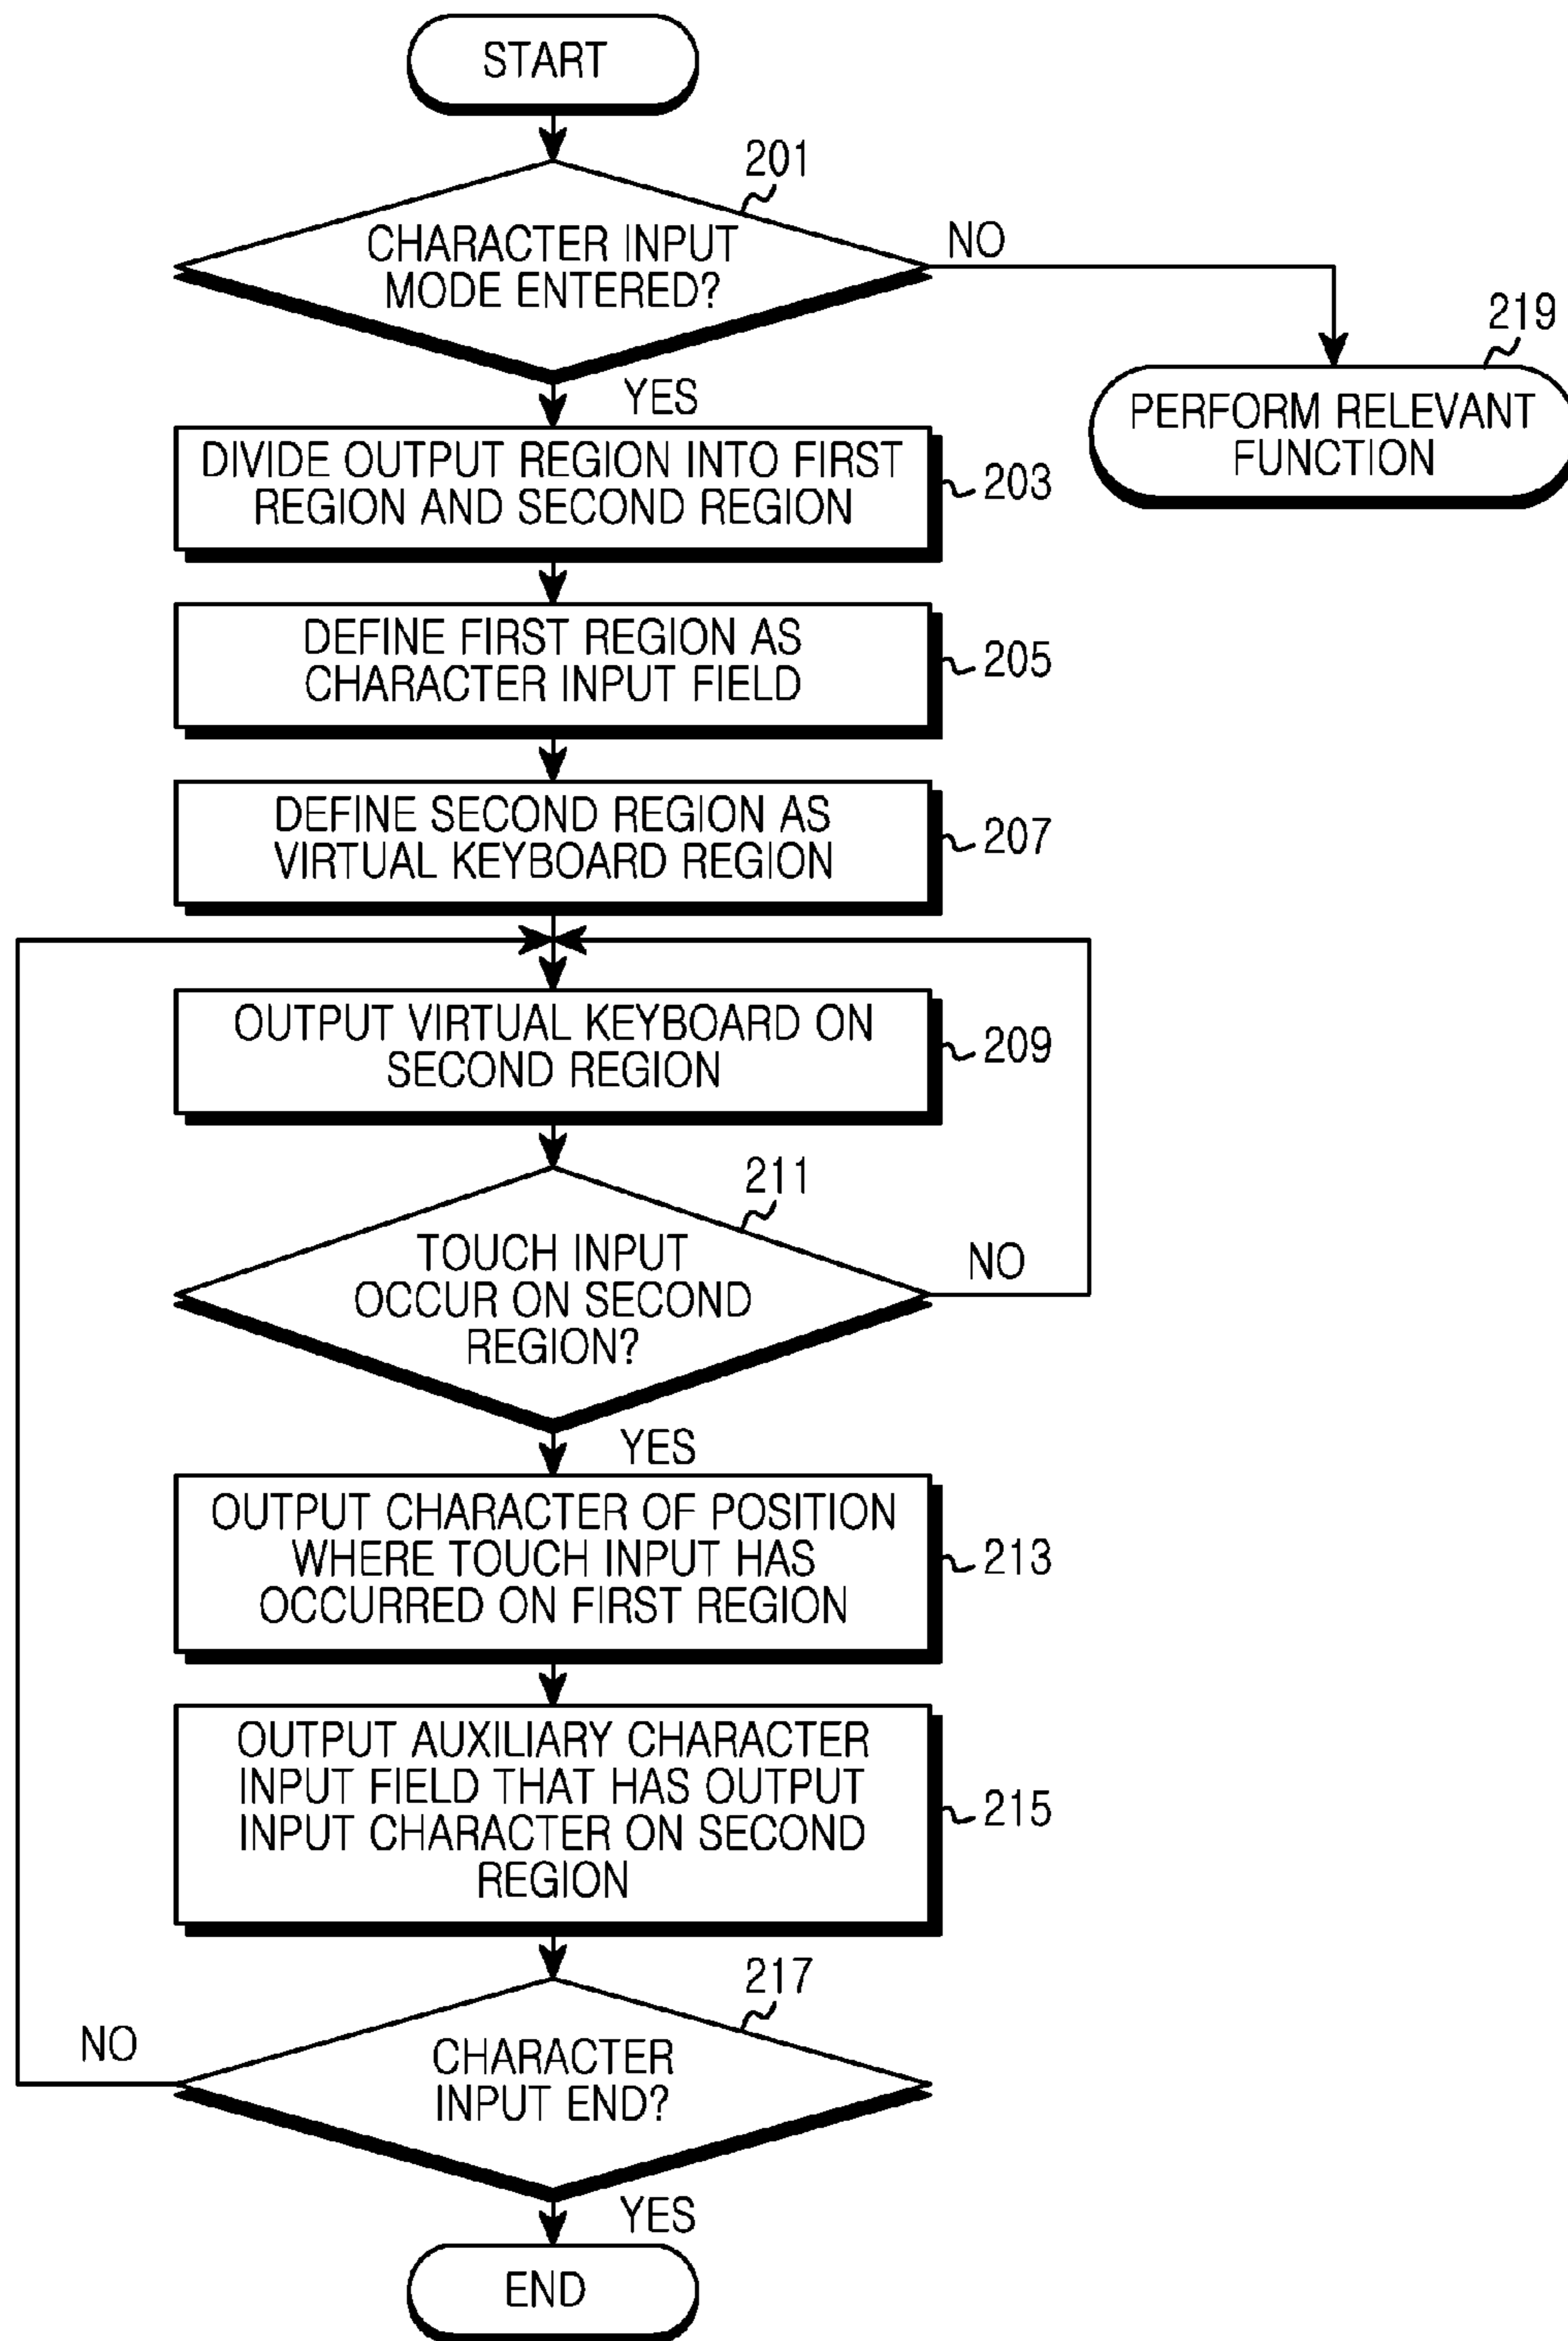 START
201
CHARACTER INPUT
MODE ENTERED?
NO
219
PERFORM RELEVANT
FUNCTION
YES
DIVIDE OUTPUT REGION INTO FIRST
REGION AND SECOND REGION
203
DEFINE FIRST REGION AS
CHARACTER INPUT FIELD
205
DEFINE SECOND REGION AS
VIRTUAL KEYBOARD REGION
207
OUTPUT VIRTUAL KEYBOARD ON
SECOND REGION
209
211
TOUCH INPUT
OCCUR ON SECOND
REGION?
NO
YES
OUTPUT CHARACTER OF POSITION
WHERE TOUCH INPUT HAS
OCCURRED ON FIRST REGION
213
OUTPUT AUXILIARY CHARACTER
INPUT FIELD THAT HAS OUTPUT
INPUT CHARACTER ON SECOND
REGION
215
217
NO
CHARACTER
INPUT END?
YES
END